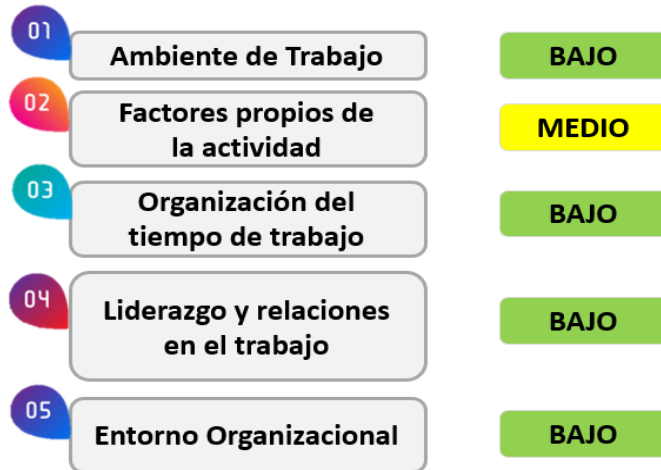 01
Ambiente de Trabajo
BAJO
02
Factores propios de
la actividad
MEDIO
03
Organización del
tiempo de trabajo
BAJO
04
Liderazgo y relaciones
en el trabajo
BAJO
05
Entorno Organizacional
BAJO